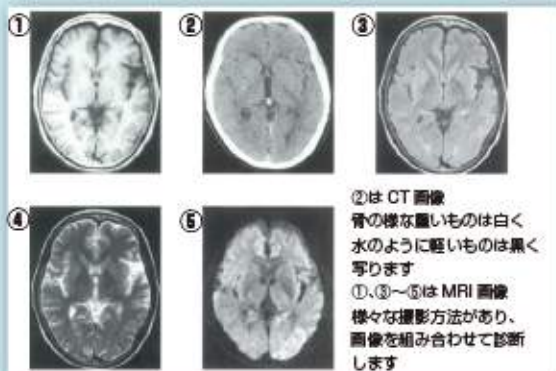 ①
②
③
④
⑤
②は CT 画像
骨の様な重いものは白く
水のように軽いものは黒く
写ります
①、③〜⑤は MRI 画像
様々な撮影方法があり、
画像を組み合わせて診断
します